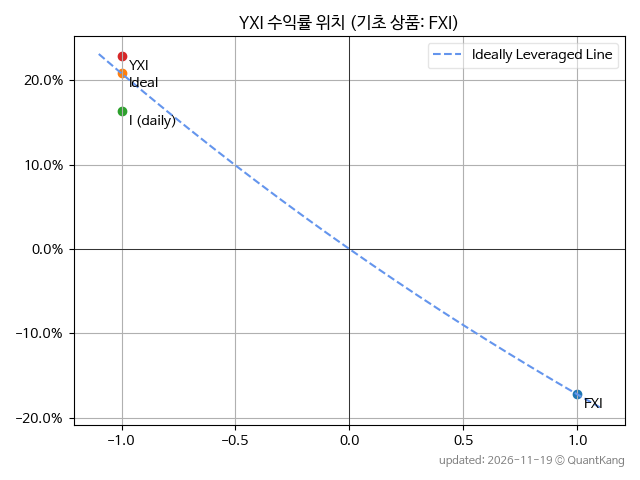 YXI 수익률 위치 (기초 상품: FXI)
Ideally Leveraged Line
YXI
Ideal
I (daily)
FXI
20.0%
10.0%
0.0%
−10.0%
−20.0%
−1.0
−0.5
0.0
0.5
1.0
updated: 2026-11-19 © QuantKang